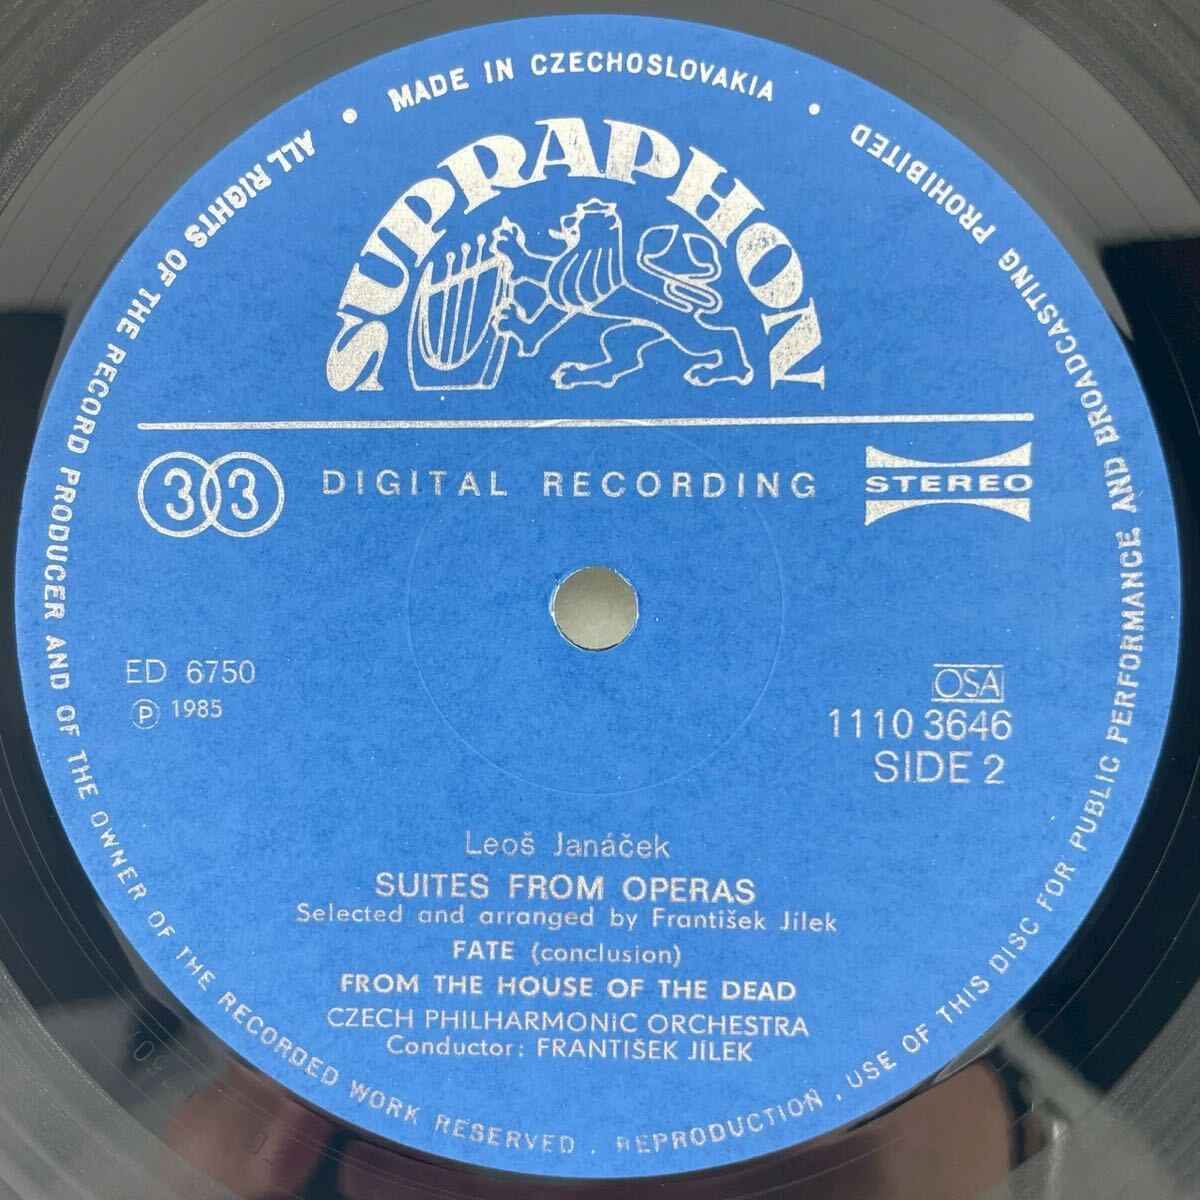 ALL RIGHTS OF THE RECORD PRODUCER AND OF THE OWNER OF THE RECORDED WORK RESERVED . REPRODUCTION , USE OF THIS DISC FOR PUBLIC PERFORMANCE AND BROADCASTING PROHIBITED
• MADE IN CZECHOSLOVAKIA •
SUPRAPHON
33 DIGITAL RECORDING STEREO
ED 6750
Ⓟ 1985
OSA
1110 3646
SIDE 2
Leoš Janáček
SUITES FROM OPERAS
Selected and arranged by František Jílek
FATE (conclusion)
FROM THE HOUSE OF THE DEAD
CZECH PHILHARMONiC ORCHESTRA
Conductor: FRANTIŠEK JÍLEK